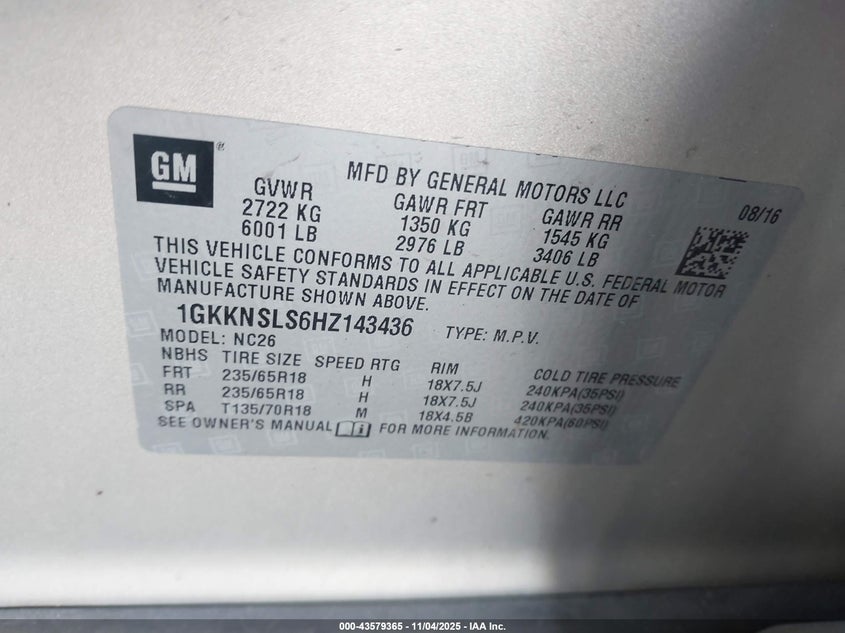 GM®
MFD BY GENERAL MOTORS LLC
08/16
GVWR GAWR FRT GAWR RR
2722 KG 1350 KG 1545 KG
6001 LB 2976 LB 3406 LB
THIS VEHICLE CONFORMS TO ALL APPLICABLE U.S. FEDERAL MOTOR
VEHICLE SAFETY STANDARDS IN EFFECT ON THE DATE OF
MANUFACTURE SHOWN ABOVE.
1GKKNSLS6HZ143436 TYPE: M.P.V.
MODEL: NC26
NBHS TIRE SIZE SPEED RTG RIM COLD TIRE PRESSURE
FRT 235/65R18 H 18X7.5J 240KPA(35PSI)
RR 235/65R18 H 18X7.5J 240KPA(35PSI)
SPA T135/70R18 M 18X4.5B 420KPA(60PSI)
SEE OWNER'S MANUAL FOR MORE INFORMATION.
000-43579365 - 11/04/2025 - IAA Inc.